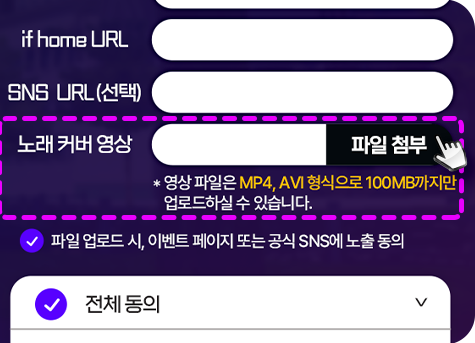 if home URL
SNS URL(선택)
노래 커버 영상
파일 첨부
* 영상 파일은 MP4, AVI 형식으로 100MB까지만
업로드하실 수 있습니다.
파일 업로드 시, 이벤트 페이지 또는 공식 SNS에 노출 동의
전체 동의